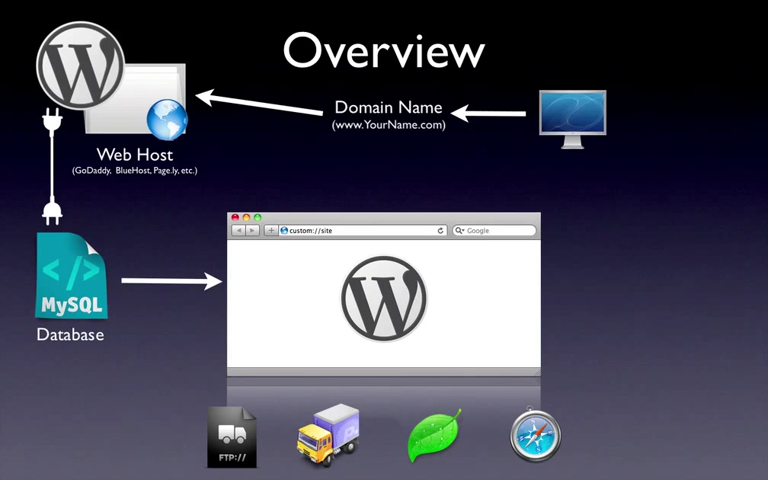 Overview
Domain Name
(www.YourName.com)
Web Host
(GoDaddy, BlueHost, Page.ly, etc.)
custom://site
Google
MySQL
Database
FTP://